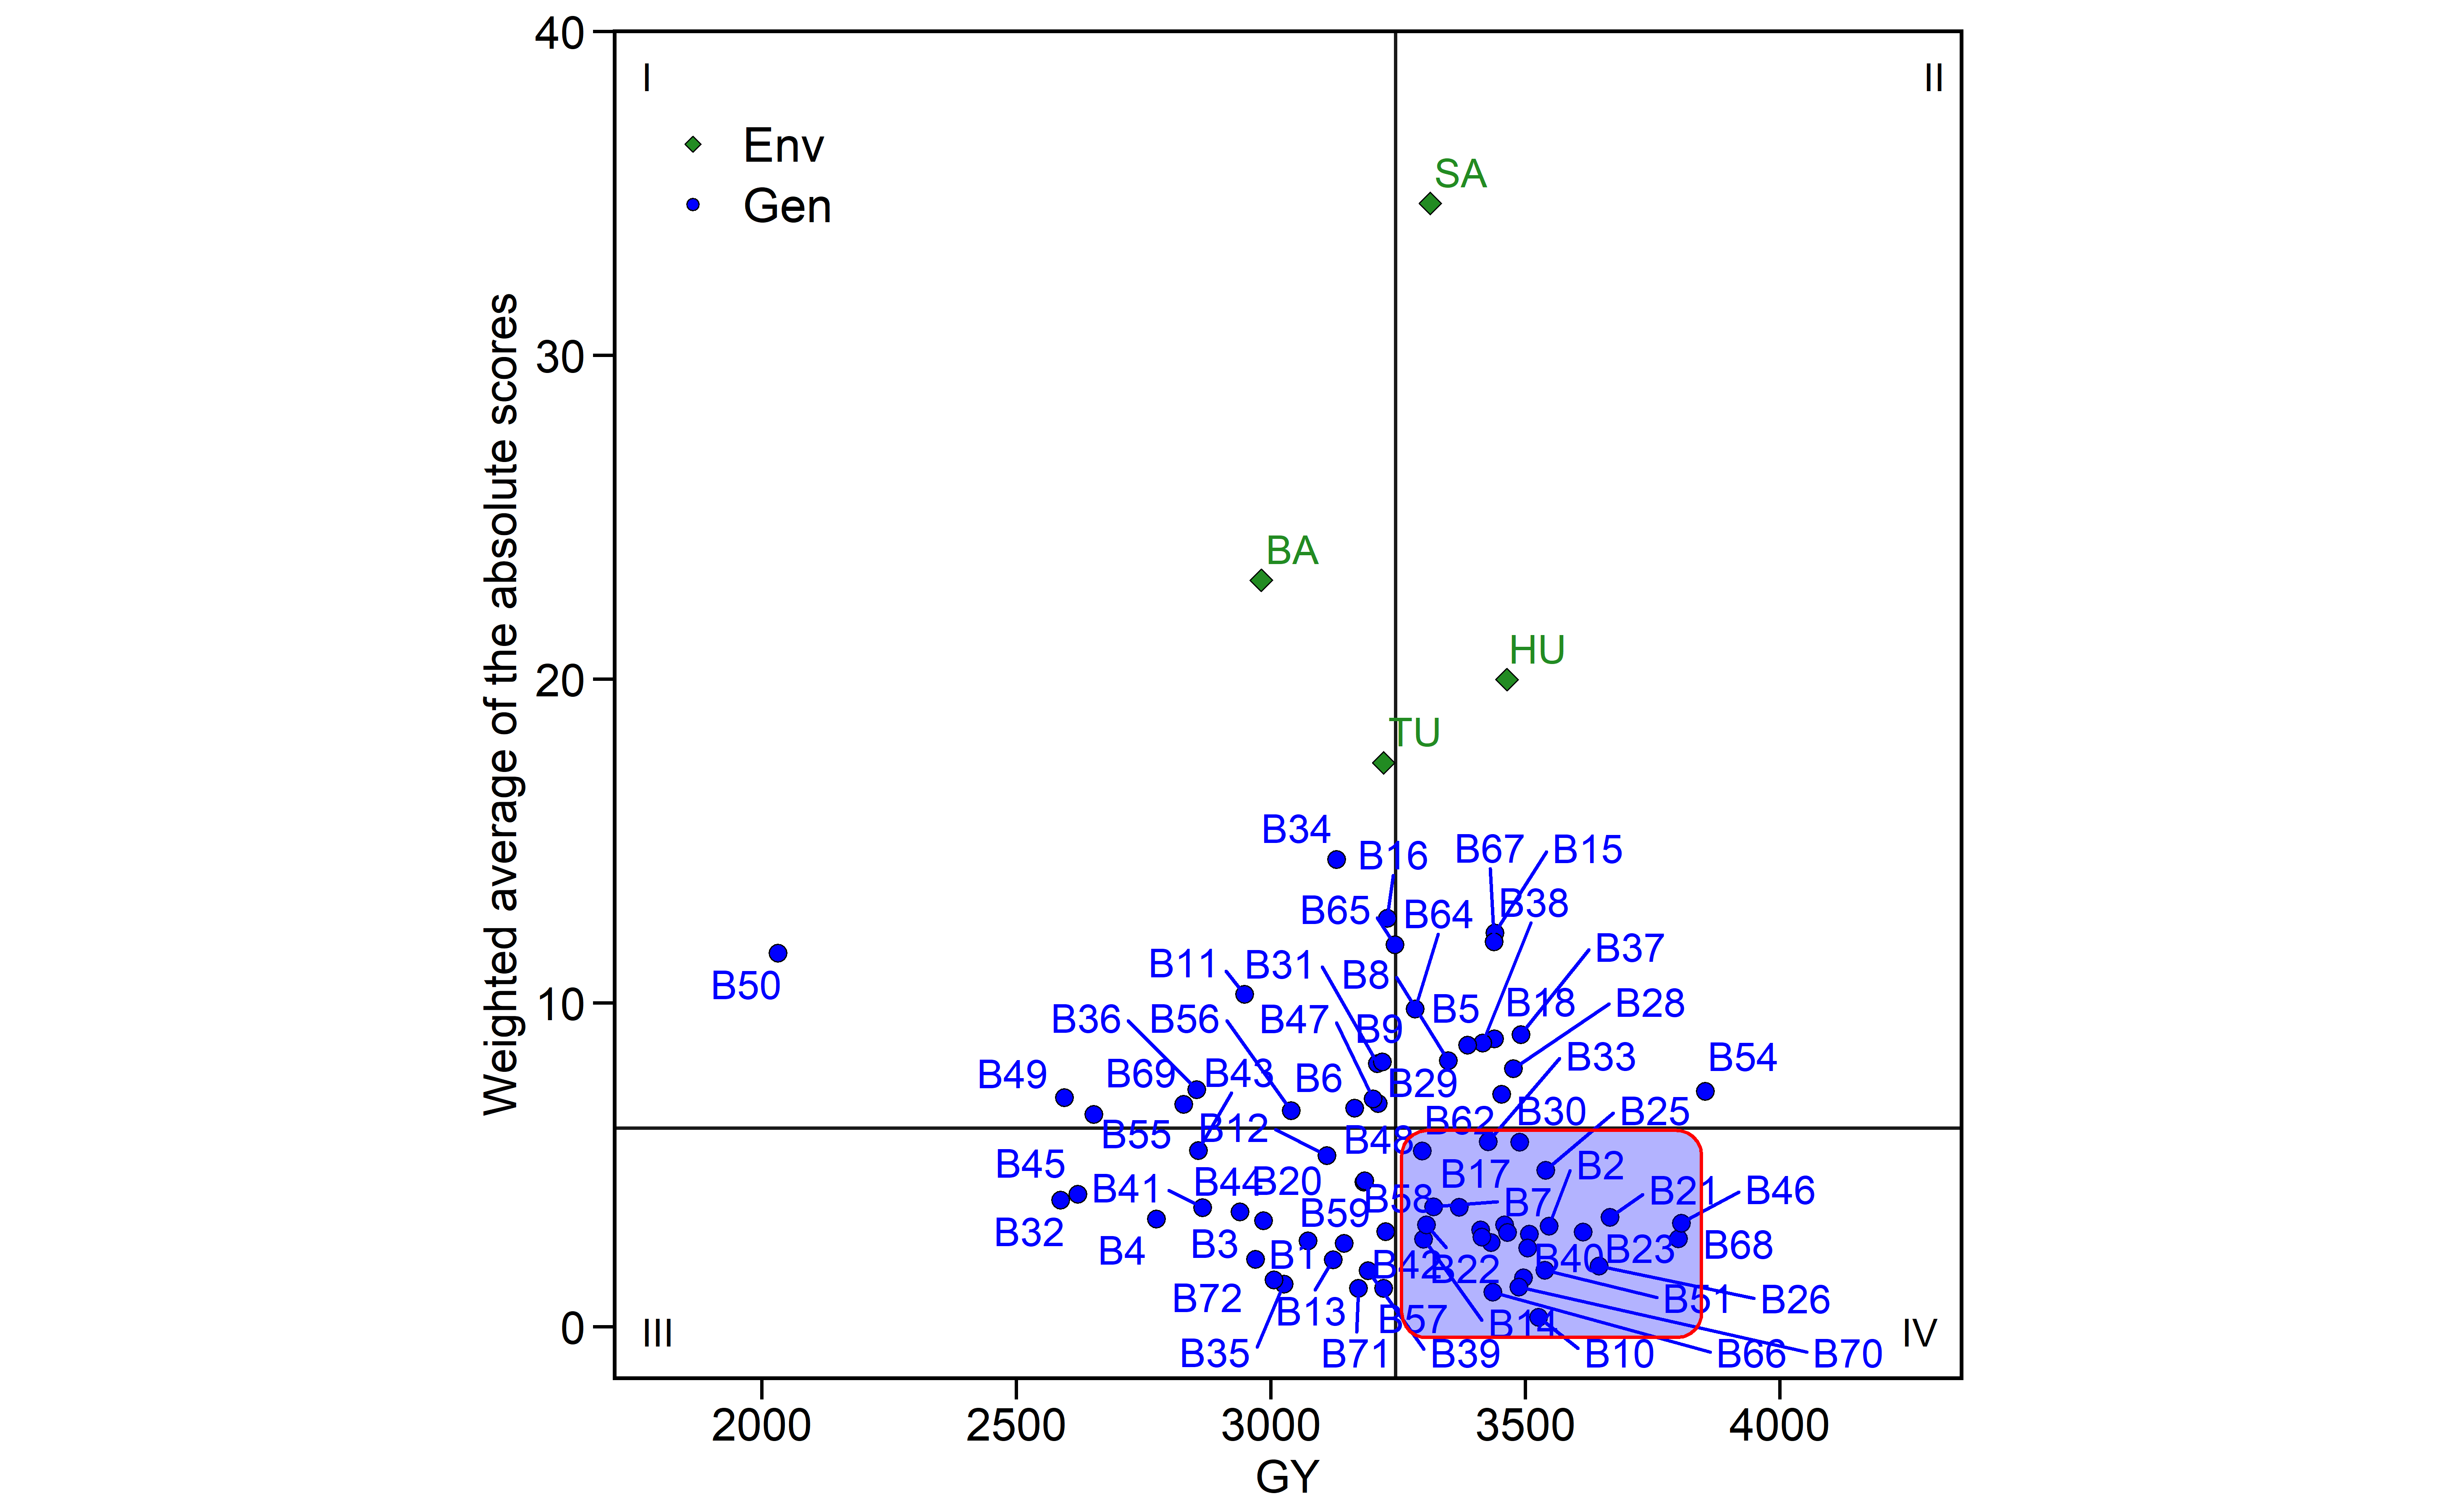 40
I
II
Env
Gen
SA
30
BA
HU
20
TU
B34
B16
B67
B15
B65
B64
B38
B37
B11
B31
B8
B50
10
B36
B56
B47
B9
B5
B18
B28
B49
B69
B43
B6
B29
B33
B54
B55
B12
B48
B62
B30
B25
B45
B41
B44
B20
B58
B17
B7
B2
B21
B46
B32
B4
B3
B1
B59
B42
B22
B40
B23
B68
B72
B13
B57
B14
B51
B26
0
III
IV
B35
B71
B39
B10
B66
B70
2000
2500
3000
3500
4000
GY
Weighted average of the absolute scores